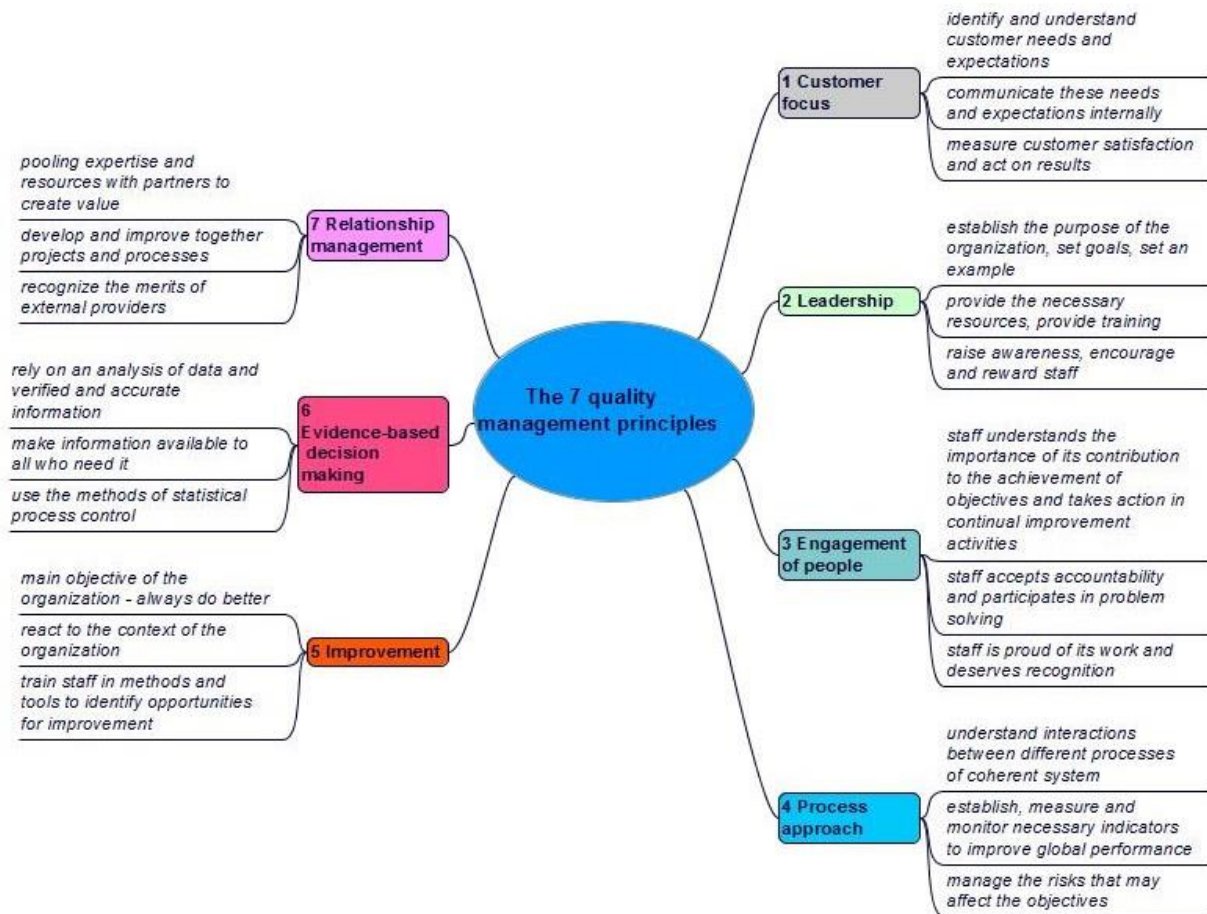 The 7 quality
management principles
1 Customer
focus
identify and understand
customer needs and
expectations
communicate these needs
and expectations internally
measure customer satisfaction
and act on results
2 Leadership
establish the purpose of the
organization, set goals, set an
example
provide the necessary
resources, provide training
raise awareness, encourage
and reward staff
3 Engagement
of people
staff understands the
importance of its contribution
to the achievement of
objectives and takes action in
continual improvement
activities
staff accepts accountability
and participates in problem
solving
staff is proud of its work and
deserves recognition
4 Process
approach
understand interactions
between different processes
of coherent system
establish, measure and
monitor necessary indicators
to improve global performance
manage the risks that may
affect the objectives
5 Improvement
main objective of the
organization - always do better
react to the context of the
organization
train staff in methods and
tools to identify opportunities
for improvement
6
Evidence-based
decision
making
rely on an analysis of data and
verified and accurate
information
make information available to
all who need it
use the methods of statistical
process control
7 Relationship
management
pooling expertise and
resources with partners to
create value
develop and improve together
projects and processes
recognize the merits of
external providers